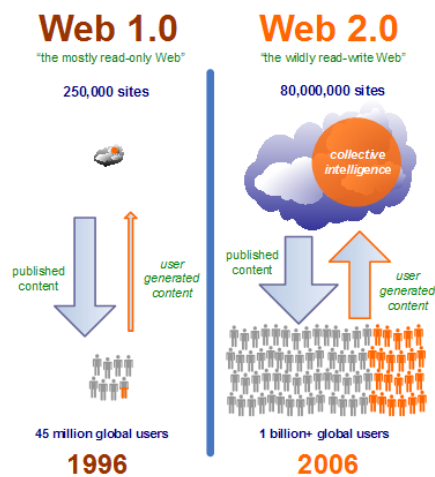 Web 1.0
"the mostly read-only Web"
250,000 sites
published
content
user
generated
content
45 million global users
1996
Web 2.0
"the wildly read-write Web"
80,000,000 sites
collective
intelligence
published
content
user
generated
content
1 billion+ global users
2006